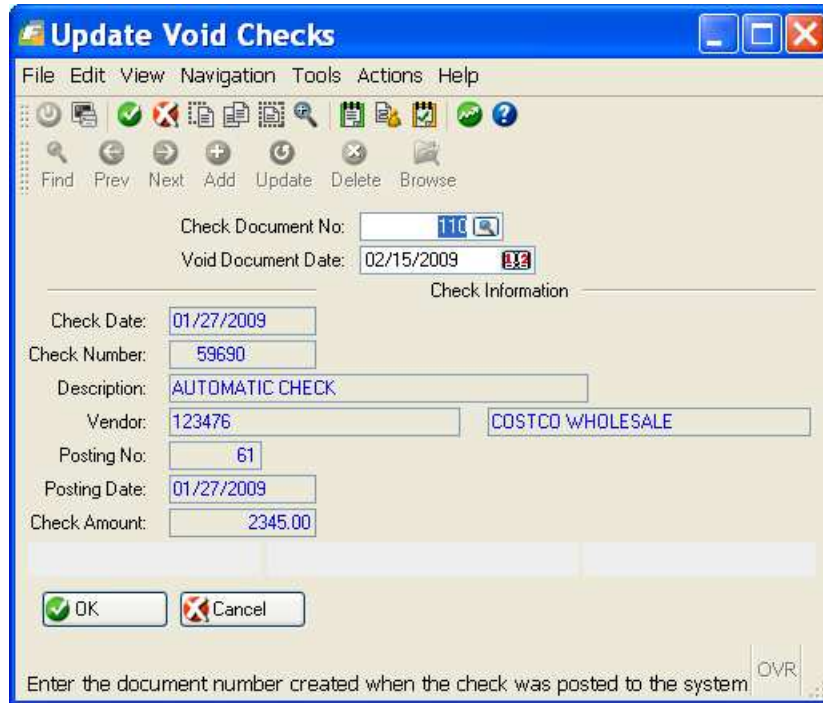 Update Void Checks
File Edit View Navigation Tools Actions Help
Find Prev Next Add Update Delete Browse
Check Document No: 110
Void Document Date: 02/15/2009
Check Information
Check Date: 01/27/2009
Check Number: 59690
Description: AUTOMATIC CHECK
Vendor: 123476 COSTCO WHOLESALE
Posting No: 61
Posting Date: 01/27/2009
Check Amount: 2345.00
OK Cancel
OVR
Enter the document number created when the check was posted to the system